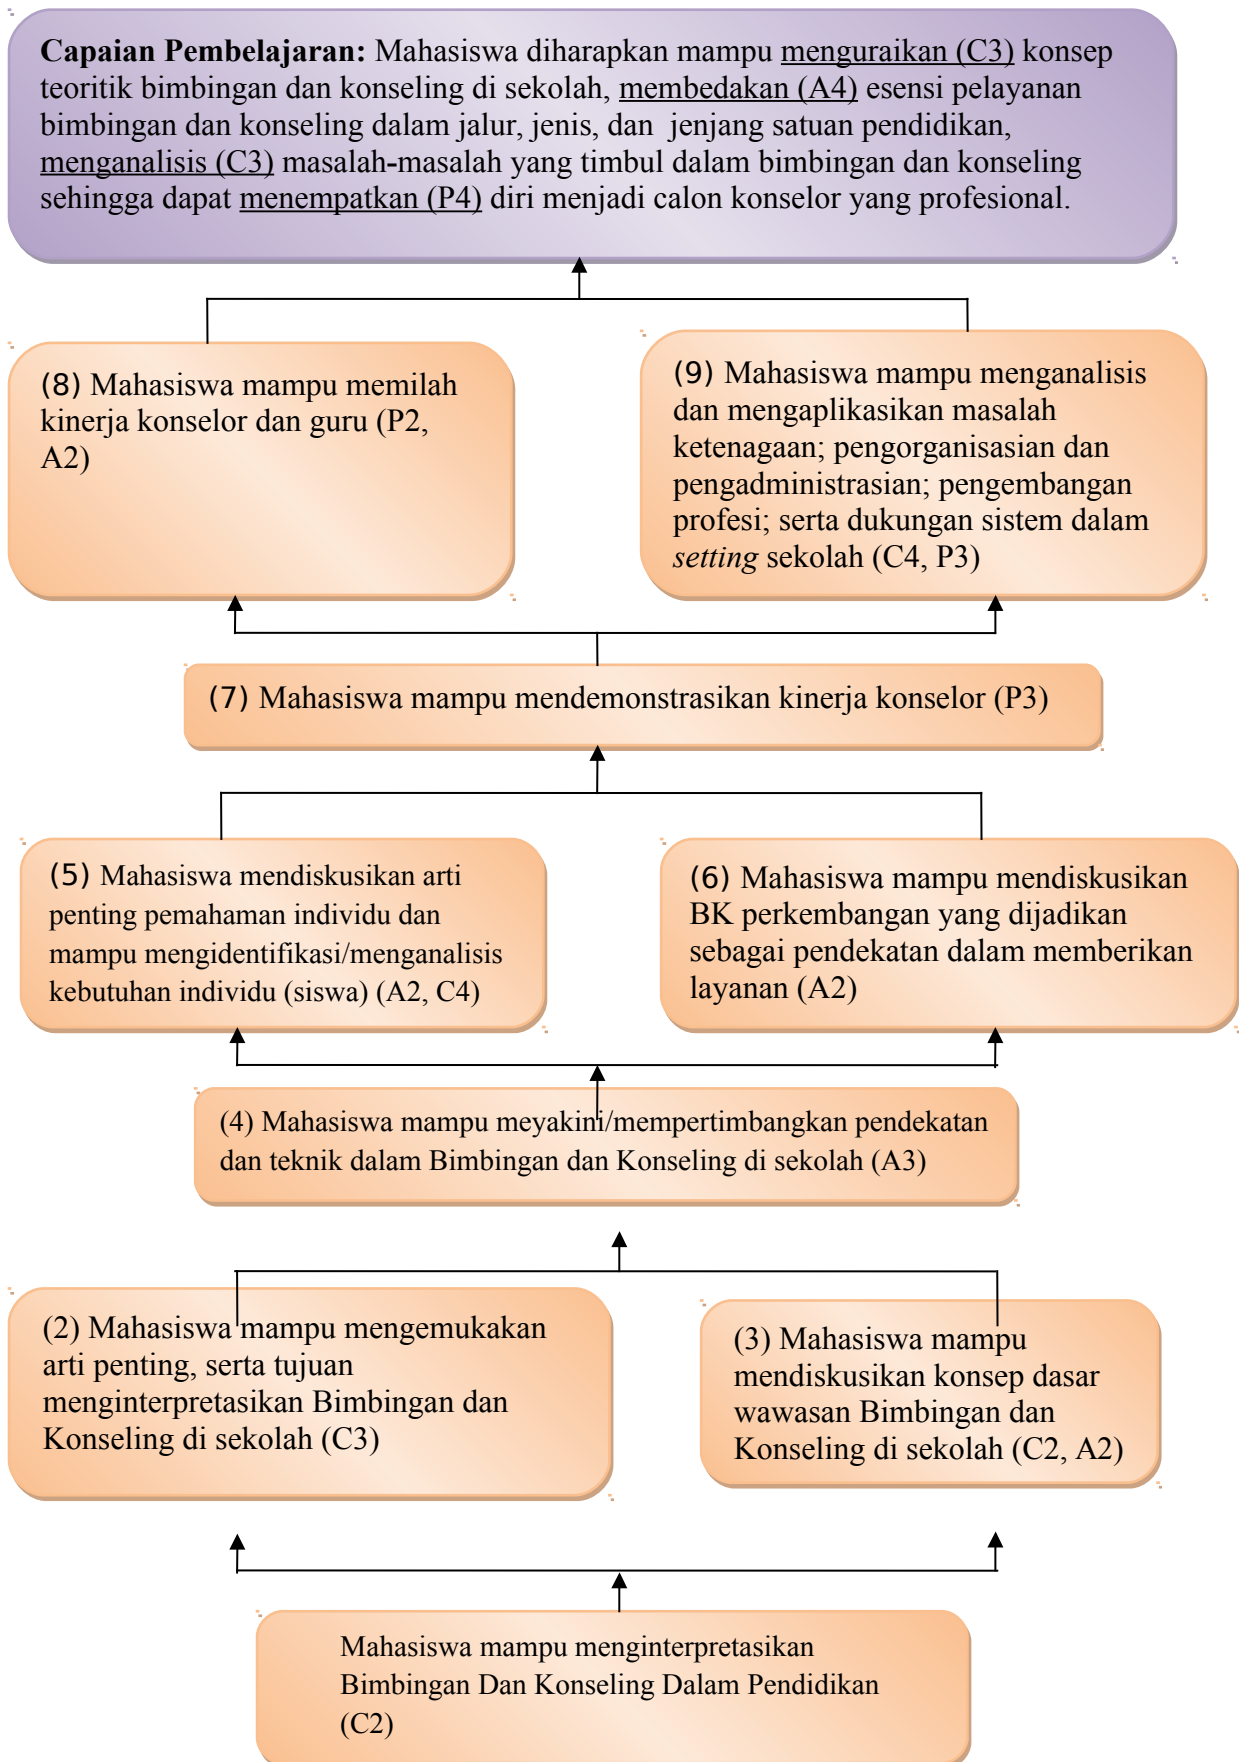 Capaian Pembelajaran: Mahasiswa diharapkan mampu menguraikan (C3) konsep
teoritik bimbingan dan konseling di sekolah, membedakan (A4) esensi pelayanan
bimbingan dan konseling dalam jalur, jenis, dan jenjang satuan pendidikan,
menganalisis (C3) masalah-masalah yang timbul dalam bimbingan dan konseling
sehingga dapat menempatkan (P4) diri menjadi calon konselor yang profesional.
(8) Mahasiswa mampu memilah
kinerja konselor dan guru (P2,
A2)
(9) Mahasiswa mampu menganalisis
dan mengaplikasikan masalah
ketenagaan; pengorganisasian dan
pengadministrasian; pengembangan
profesi; serta dukungan sistem dalam
setting sekolah (C4, P3)
(7) Mahasiswa mampu mendemonstrasikan kinerja konselor (P3)
(5) Mahasiswa mendiskusikan arti
penting pemahaman individu dan
mampu mengidentifikasi/menganalisis
kebutuhan individu (siswa) (A2, C4)
(6) Mahasiswa mampu mendiskusikan
BK perkembangan yang dijadikan
sebagai pendekatan dalam memberikan
layanan (A2)
(4) Mahasiswa mampu meyakini/mempertimbangkan pendekatan
dan teknik dalam Bimbingan dan Konseling di sekolah (A3)
(2) Mahasiswa mampu mengemukakan
arti penting, serta tujuan
menginterpretasikan Bimbingan dan
Konseling di sekolah (C3)
(3) Mahasiswa mampu
mendiskusikan konsep dasar
wawasan Bimbingan dan
Konseling di sekolah (C2, A2)
Mahasiswa mampu menginterpretasikan
Bimbingan Dan Konseling Dalam Pendidikan
(C2)